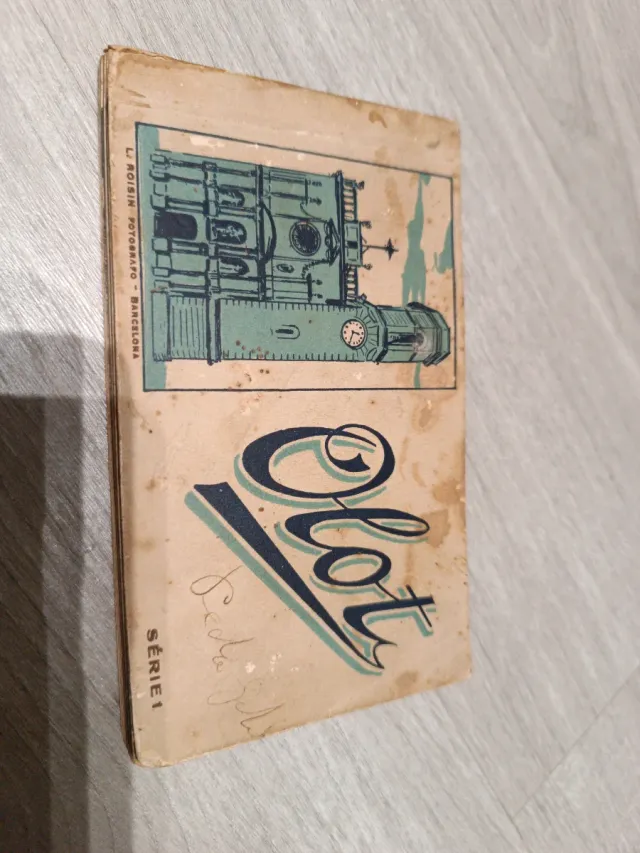 Olot
L. ROISIN FOTOGRAFO - BARCELONA
SÉRIE 1